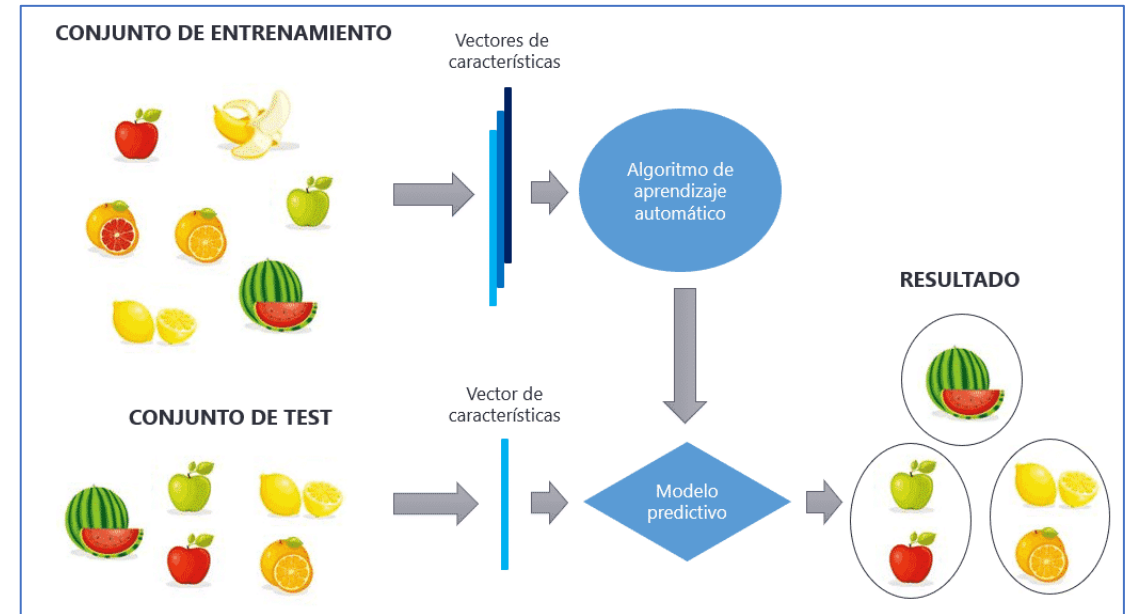 CONJUNTO DE ENTRENAMIENTO
Vectores de
características
Algoritmo de
aprendizaje
automático
RESULTADO
CONJUNTO DE TEST
Vector de
características
Modelo
predictivo